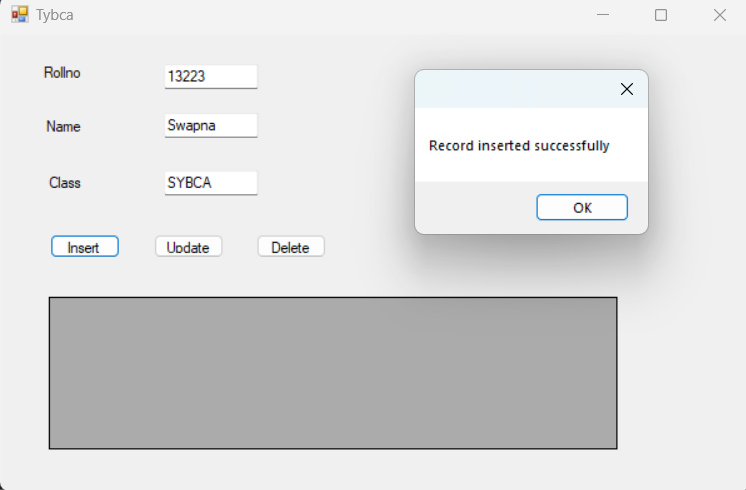 Tybca
Rollno
13223
Name
Swapna
Class
SYBCA
Insert
Update
Delete
Record inserted successfully
OK